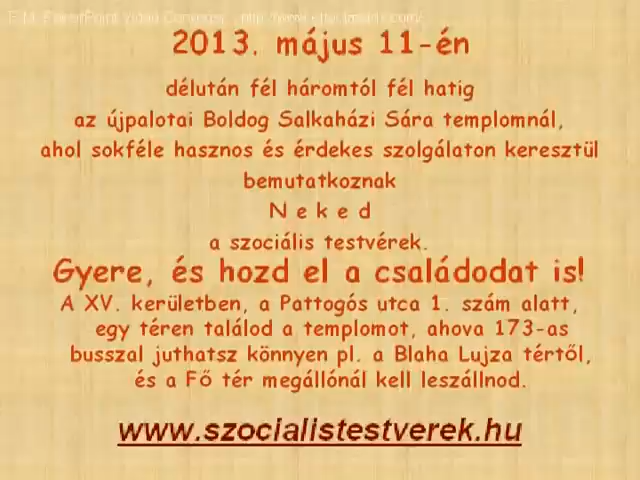 2013. május 11-én
délután fél háromtól fél hatig
az újpalotai Boldog Salkaházi Sára templomnál,
ahol sokféle hasznos és érdekes szolgálaton keresztül
bemutatkoznak
N e k e d
a szociális testvérek.
Gyere, és hozd el a családodat is!
A XV. kerületben, a Pattogós utca 1. szám alatt,
egy téren találod a templomot, ahova 173-as
busszal juthatsz könnyen pl. a Blaha Lujza tértől,
és a Fő tér megállónál kell leszállnod.
www.szocialistestverek.hu